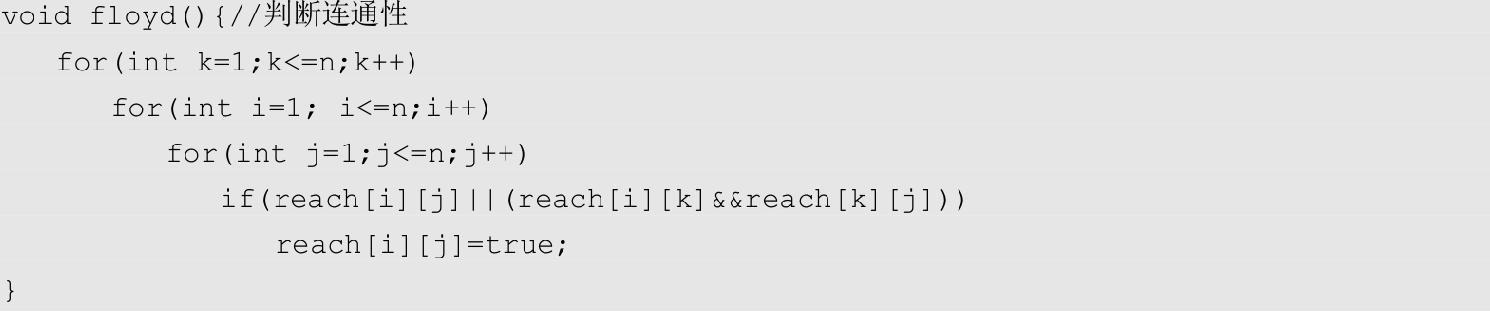 void floyd(){//判断连通性
for(int k=1;k<=n;k++)
for(int i=1; i<=n;i++)
for(int j=1;j<=n;j++)
if(reach[i][j]||(reach[i][k]&&reach[k][j]))
reach[i][j]=true;
}